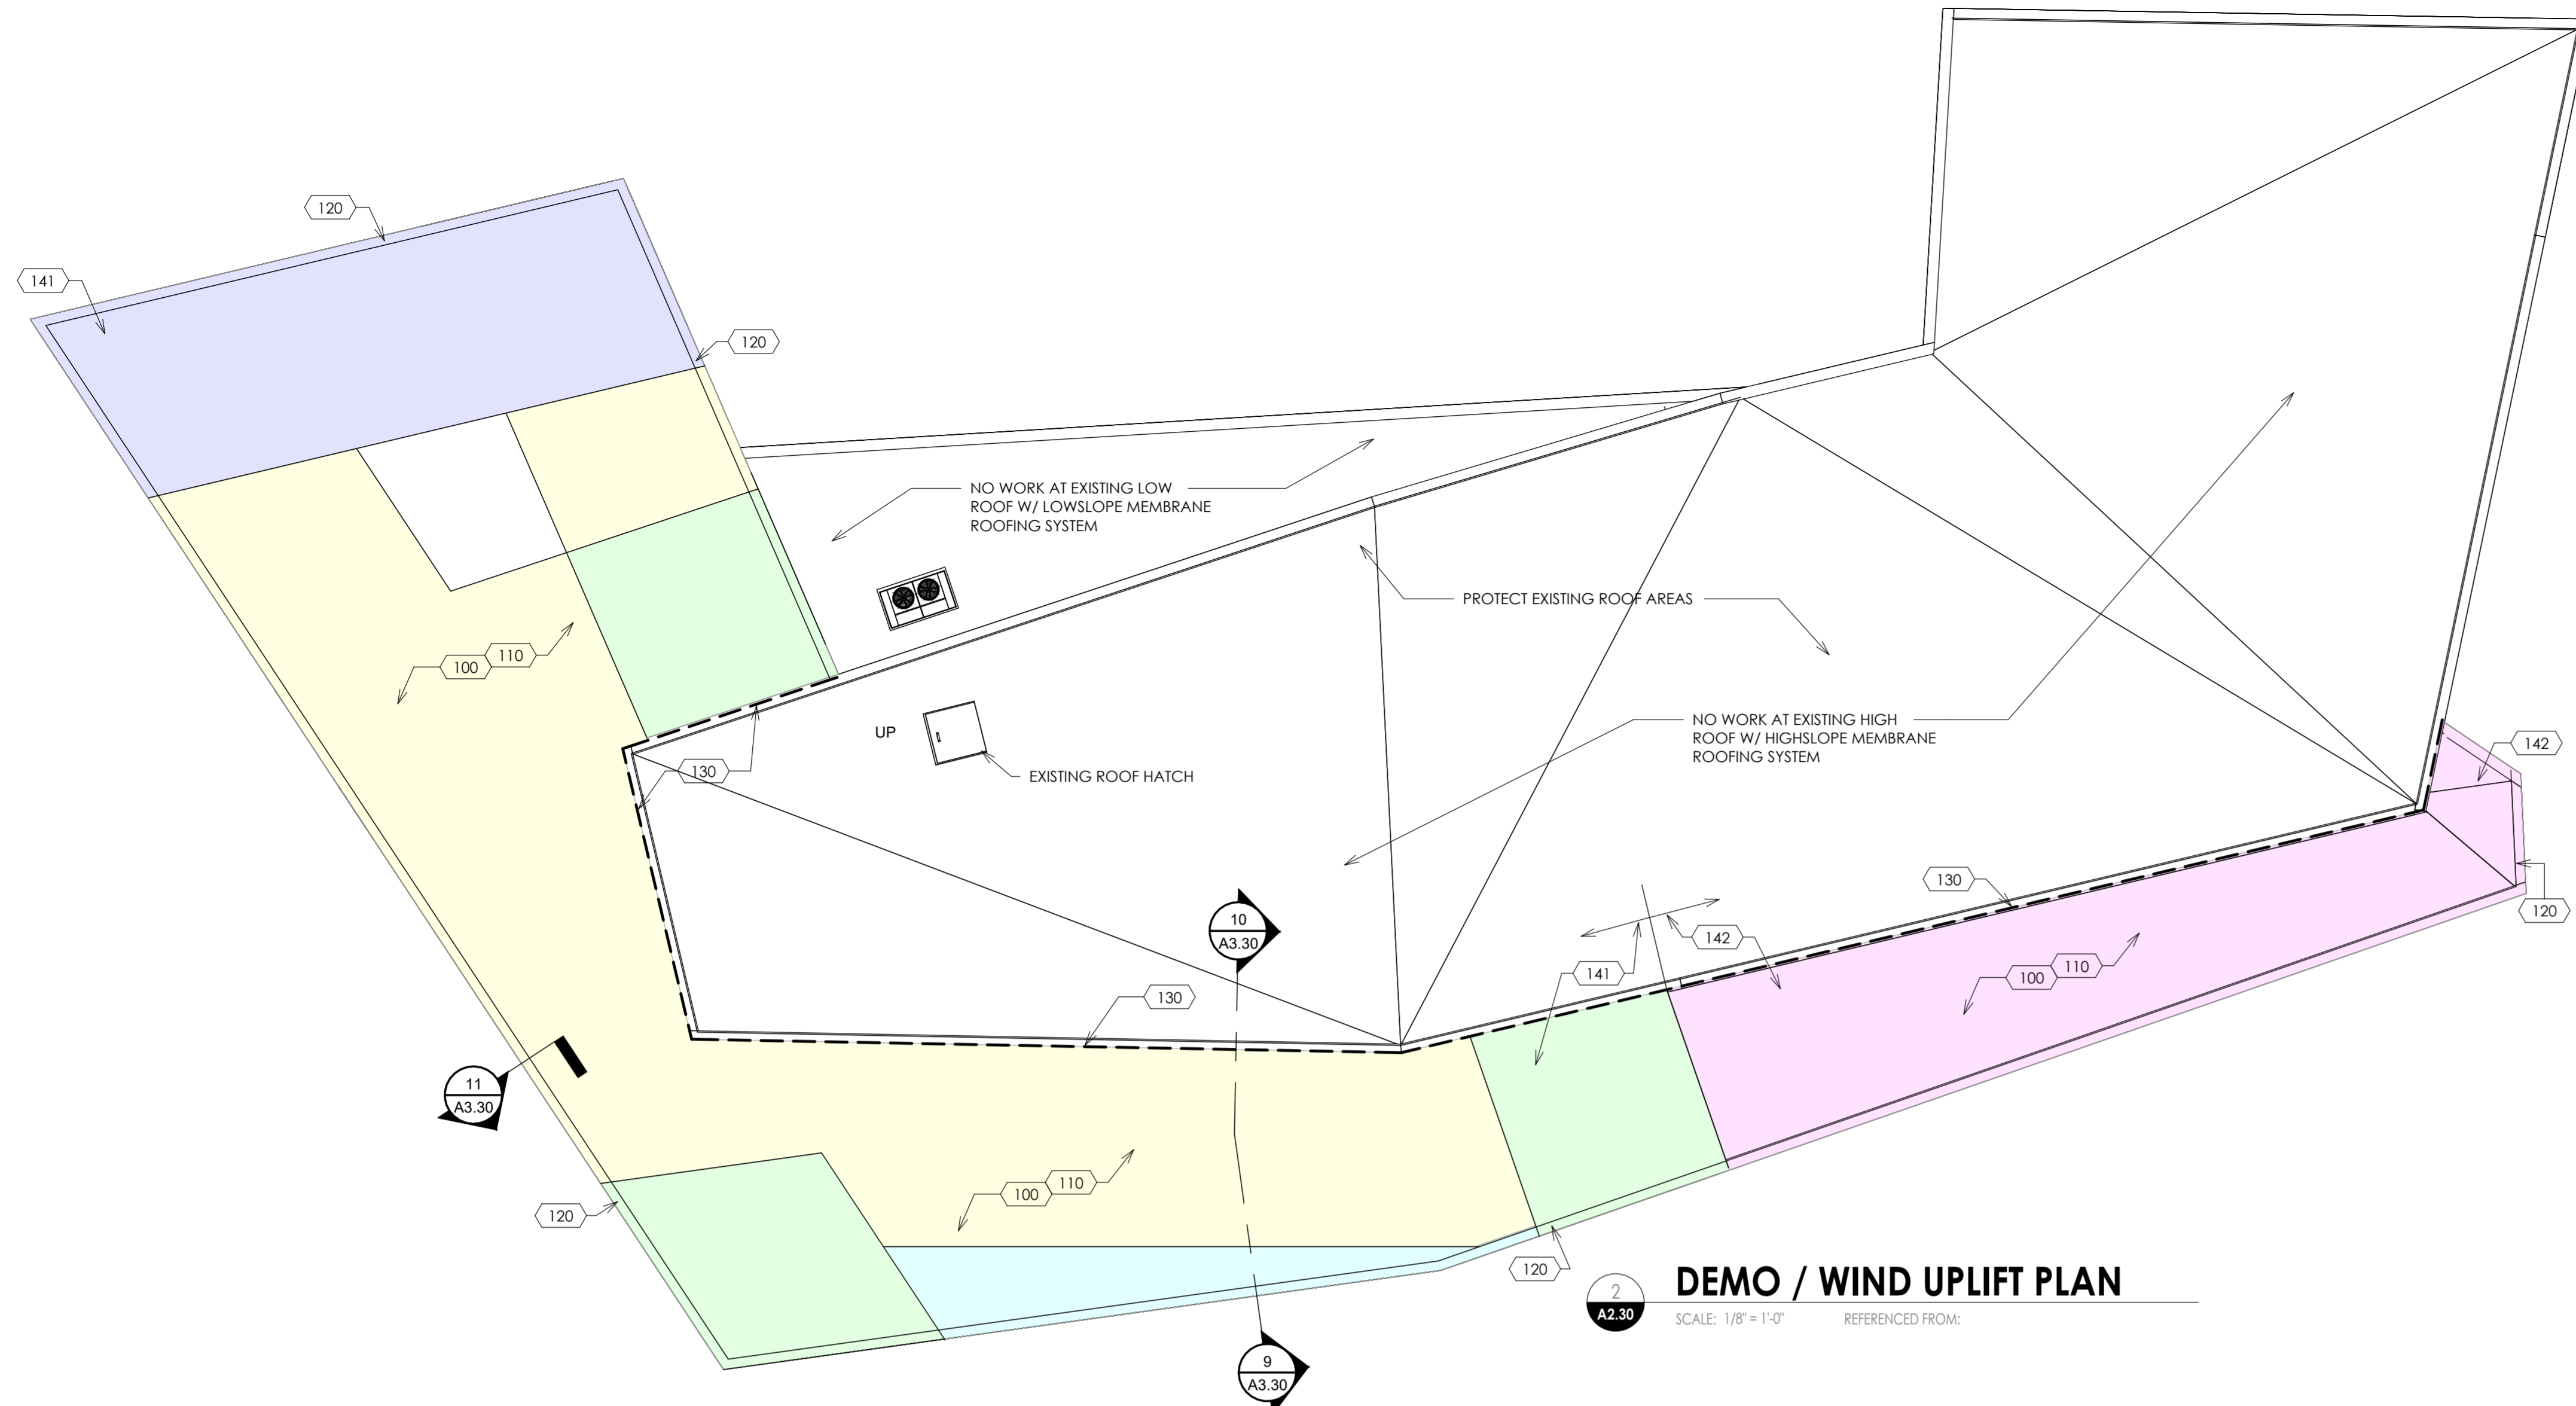 120
141
120
NO WORK AT EXISTING LOW
ROOF W/ LOWSLOPE MEMBRANE
ROOFING SYSTEM
PROTECT EXISTING ROOF AREAS
110
100
NO WORK AT EXISTING HIGH
ROOF W/ HIGHSLOPE MEMBRANE
ROOFING SYSTEM
UP
142
130
EXISTING ROOF HATCH
130
120
10
A3.30
142
141
110
100
130
11
A3.30
110
100
120
120
2
A2.30
DEMO / WIND UPLIFT PLAN
SCALE: 1/8" = 1'-0"
REFERENCED FROM:
9
A3.30